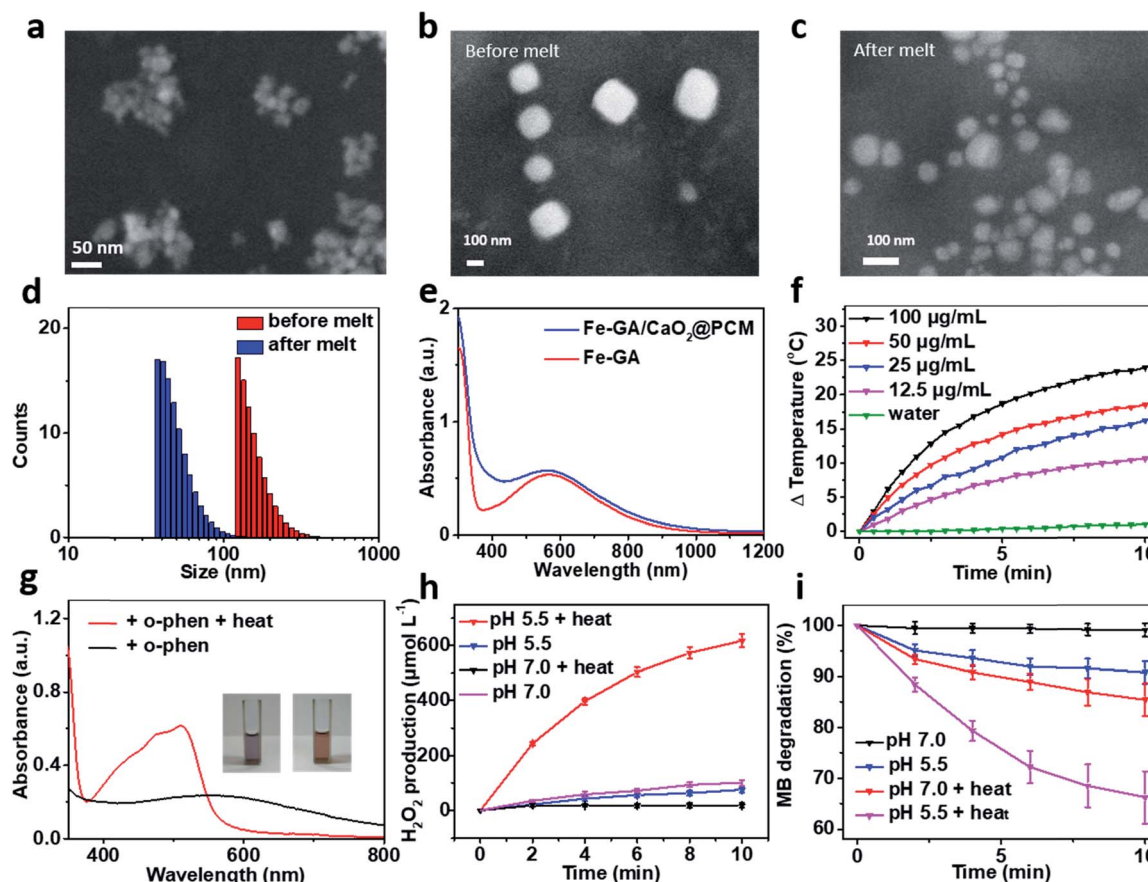 a
50 nm
b
Before melt
100 nm
c
After melt
100 nm
d
before melt
after melt
20
10
0
Counts
10
100
1000
Size (nm)
e
Fe-GA/CaO₂@PCM
Fe-GA
2
1
0
Absorbance (a.u.)
400
600
800
1000
1200
Wavelength (nm)
f
100 µg/mL
50 µg/mL
25 µg/mL
12.5 µg/mL
water
30
25
20
15
10
5
0
Δ Temperature (°C)
0
5
10
Time (min)
g
+ o-phen + heat
+ o-phen
1.2
0.8
0.4
0.0
Absorbance (a.u.)
400
600
800
Wavelength (nm)
h
pH 5.5 + heat
pH 5.5
pH 7.0 + heat
pH 7.0
600
400
200
0
H₂O₂ production (µmol L⁻¹)
0
2
4
6
8
10
Time (min)
i
pH 7.0
pH 5.5
pH 7.0 + heat
pH 5.5 + heat
100
90
80
70
60
MB degradation (%)
0
5
10
Time (min)